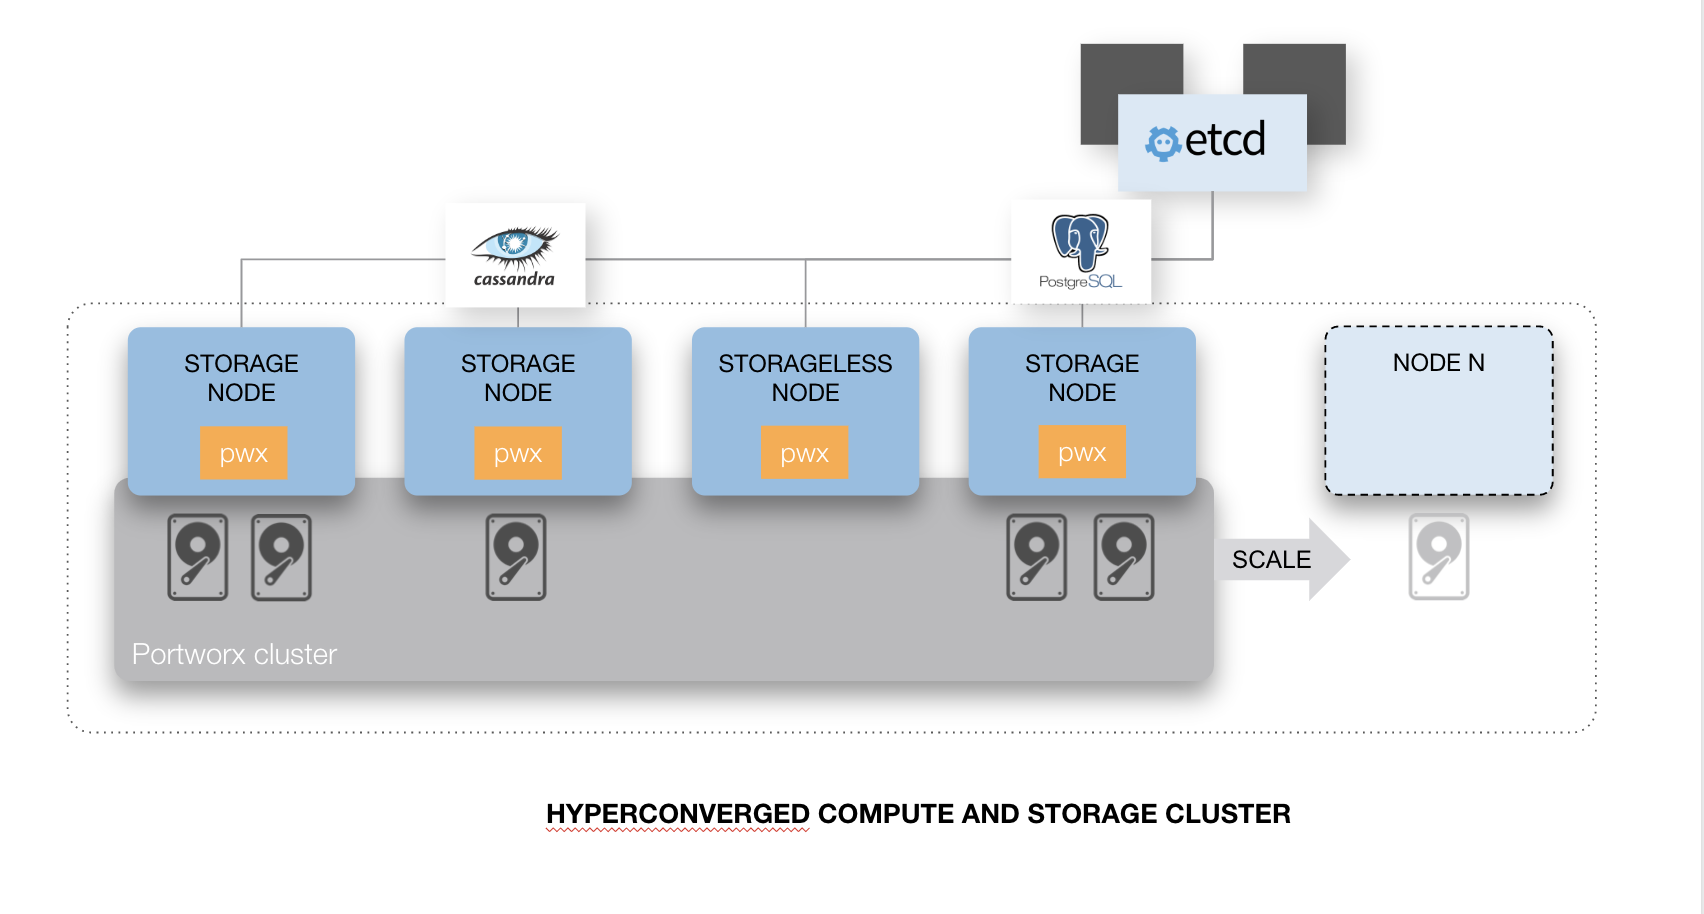 etcd
cassandra
PostgreSQL
STORAGE
NODE
pwx
STORAGE
NODE
pwx
STORAGELESS
NODE
pwx
STORAGE
NODE
pwx
NODE N
SCALE
Portworx cluster
HYPERCONVERGED COMPUTE AND STORAGE CLUSTER